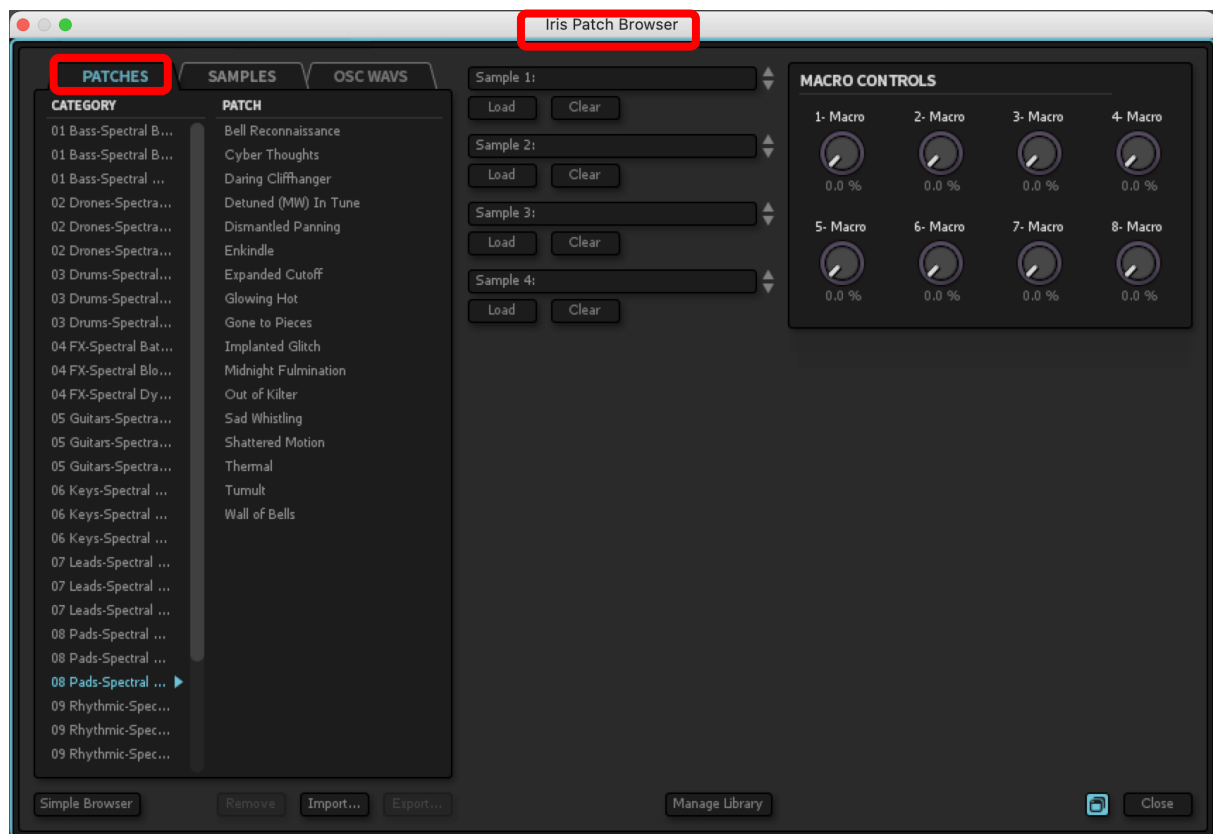 Iris Patch Browser
PATCHES
SAMPLES
OSC WAVS
CATEGORY
PATCH
01 Bass-Spectral B...
01 Bass-Spectral B...
01 Bass-Spectral ...
02 Drones-Spectra...
02 Drones-Spectra...
02 Drones-Spectra...
03 Drums-Spectral...
03 Drums-Spectral...
03 Drums-Spectral...
04 FX-Spectral Bat...
04 FX-Spectral Blo...
04 FX-Spectral Dy...
05 Guitars-Spectra...
05 Guitars-Spectra...
05 Guitars-Spectra...
06 Keys-Spectral ...
06 Keys-Spectral ...
06 Keys-Spectral ...
07 Leads-Spectral ...
07 Leads-Spectral ...
07 Leads-Spectral ...
08 Pads-Spectral ...
08 Pads-Spectral ...
08 Pads-Spectral ...
09 Rhythmic-Spec...
09 Rhythmic-Spec...
09 Rhythmic-Spec...
Bell Reconnaissance
Cyber Thoughts
Daring Cliffhanger
Detuned (MW) In Tune
Dismantled Panning
Enkindle
Expanded Cutoff
Glowing Hot
Gone to Pieces
Implanted Glitch
Midnight Fulmination
Out of Kilter
Sad Whistling
Shattered Motion
Thermal
Tumult
Wall of Bells
Sample 1:
Load Clear
Sample 2:
Load Clear
Sample 3:
Load Clear
Sample 4:
Load Clear
MACRO CONTROLS
1- Macro 2- Macro 3- Macro 4- Macro
0.0 % 0.0 % 0.0 % 0.0 %
5- Macro 6- Macro 7- Macro 8- Macro
0.0 % 0.0 % 0.0 % 0.0 %
Simple Browser
Remove
Import...
Export...
Manage Library
Close